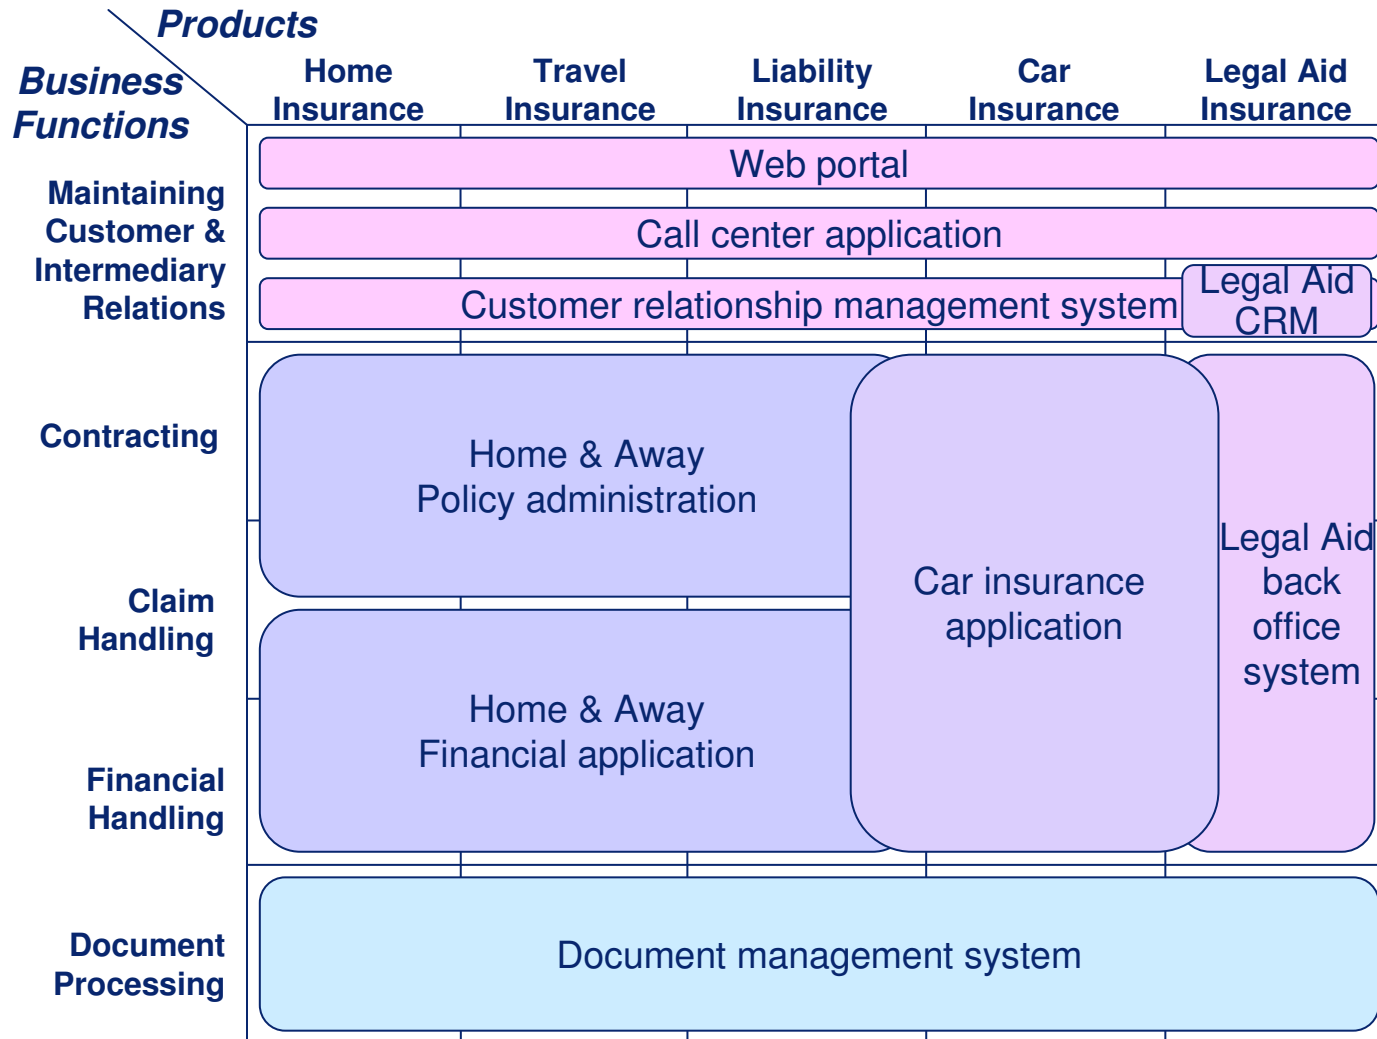 Products
Business
Functions
Home
Insurance
Travel
Insurance
Liability
Insurance
Car
Insurance
Legal Aid
Insurance
Maintaining
Customer &
Intermediary
Relations
Web portal
Call center application
Customer relationship management system
Legal Aid
CRM
Contracting
Home & Away
Policy administration
Claim
Handling
Car insurance
application
Legal Aid
back
office
system
Home & Away
Financial application
Financial
Handling
Document
Processing
Document management system